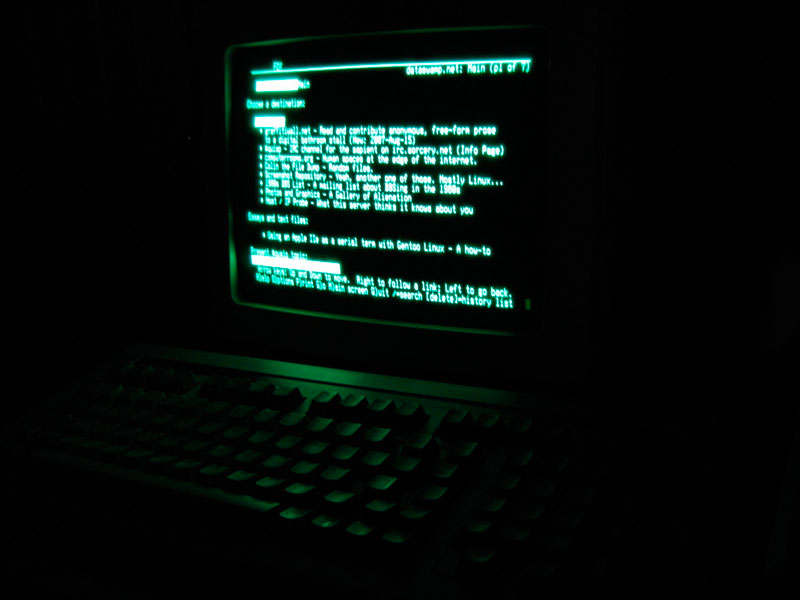 dataswamp.net: Main (p1 of 7)
Main
Choose a destination:
* graffitiwall.net - Read and contribute anonymous, free-form prose
to a digital bathroom stall (New: 2007-Aug-15)
- IRC channel for the sapient on irc.sorcery.net (Info Page)
- Human spaces at the edge of the internet.
* Colin the File Dump - Random files.
* Screenshot Repository - Yeah, another one of those. Mostly Linux...
* 1980s BBS List - A mailing list about BBSing in the 1980s
* Photos and Graphics - A Gallery of Alienation
* Host / IP Probe - What this server thinks it knows about you
Essays and text files:
* Using an Apple IIe as a serial term with Gentoo Linux - A how-to
Present topic:
Arrow keys: Up and Down to move. Right to follow a link; Left to go back.
H)elp O)ptions P)rint G)o M)ain screen Q)uit /=search [delete]=history list